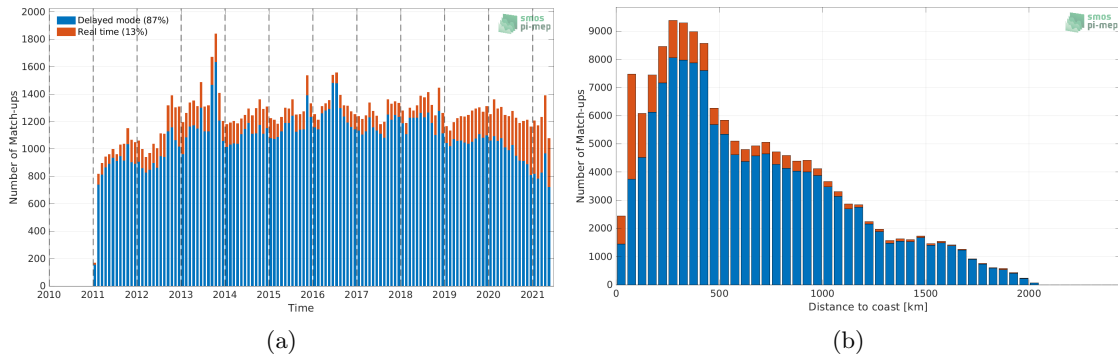 2000
1800
1600
1400
1200
1000
800
600
400
200
0
Number of Match-ups
Delayed mode (87%)
Real time (13%)
smos
pi-mep
2010 2011 2012 2013 2014 2015 2016 2017 2018 2019 2020 2021
Time
(a)
9000
8000
7000
6000
5000
4000
3000
2000
1000
0
Number of Match-ups
smos
pi-mep
0 500 1000 1500 2000
Distance to coast [km]
(b)